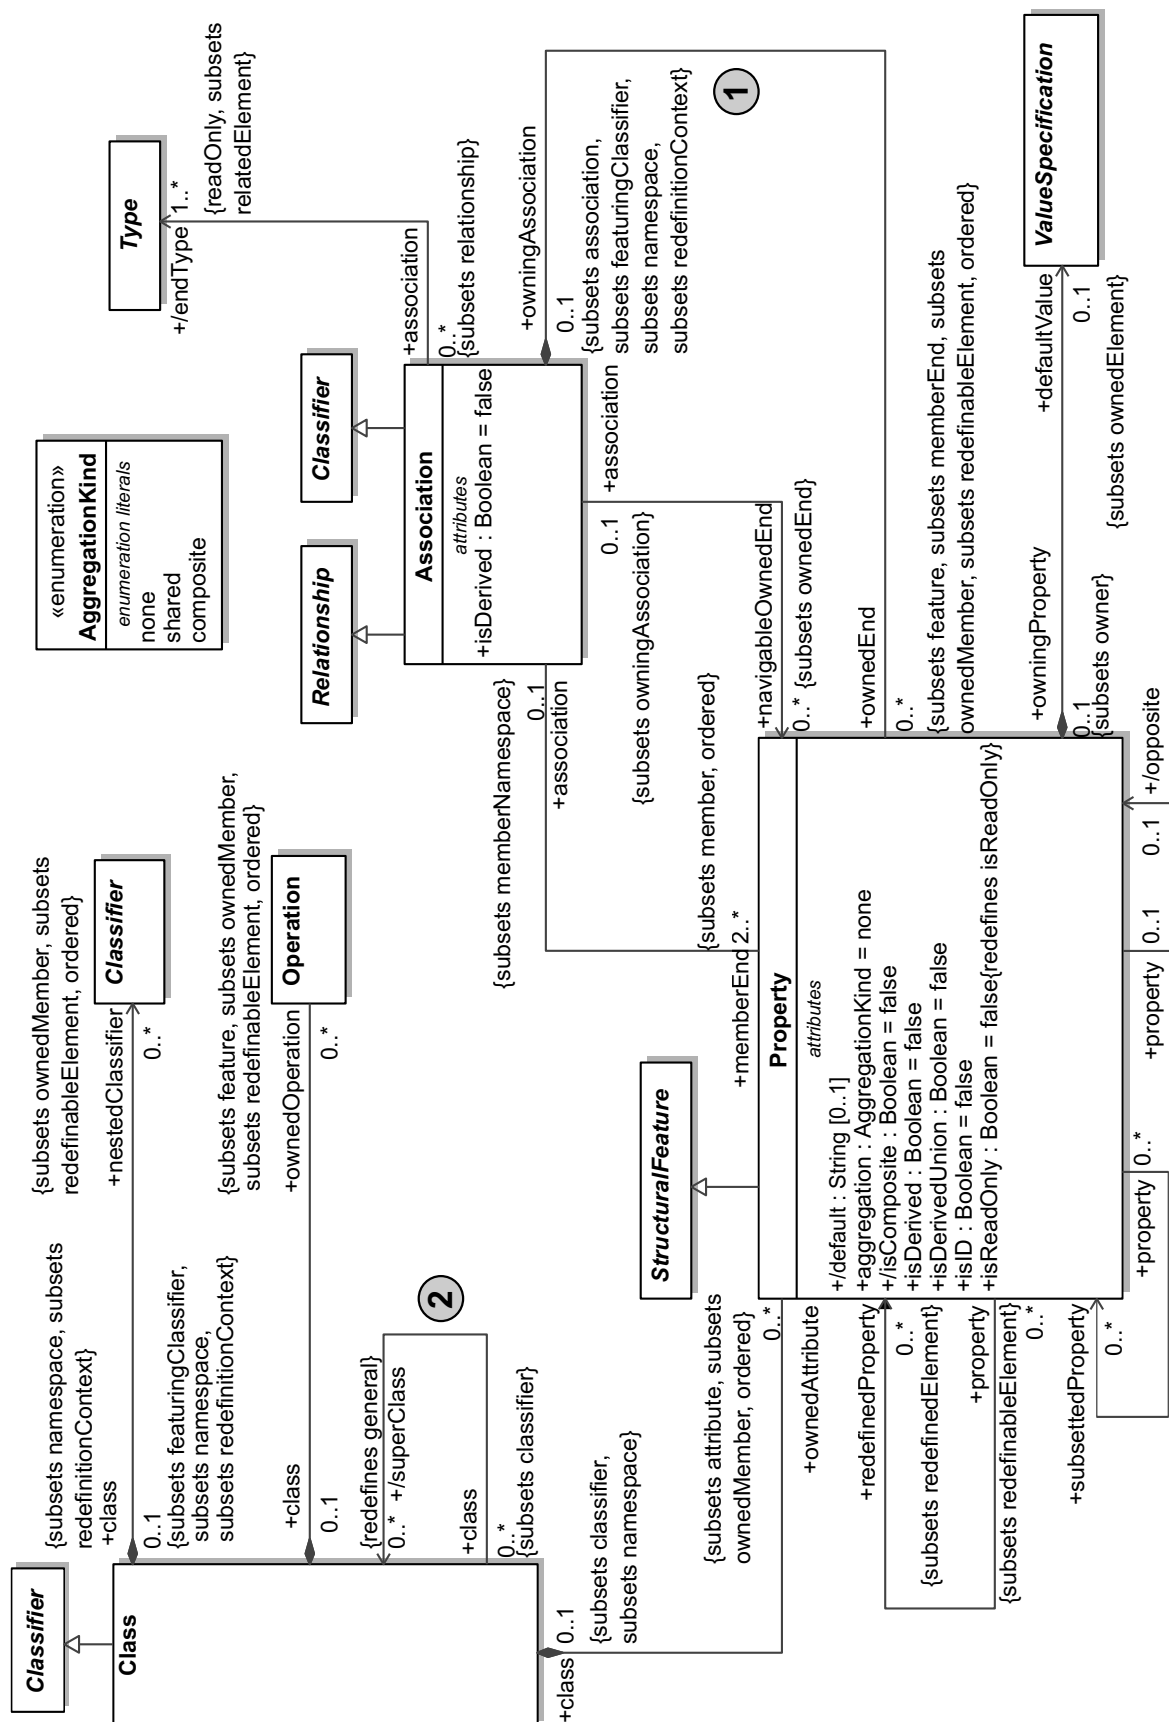 Classifier
Class
{subsets namespace, subsets
redefinitionContext}
+class
0..1
{subsets ownedMember, subsets
redefinableElement, ordered}
+nestedClassifier
0..*
Classifier
{subsets featuringClassifier,
subsets namespace,
subsets redefinitionContext}
+class
0..1
{subsets feature, subsets ownedMember,
subsets redefinableElement, ordered}
+ownedOperation
0..*
Operation
{redefines general}
0..* +/superClass
2
+class
0..*
{subsets classifier}
+class
0..1
{subsets classifier,
subsets namespace}
{subsets attribute, subsets
ownedMember, ordered}
0..*
+ownedAttribute
«enumeration»
AggregationKind
enumeration literals
none
shared
composite
Type
+/endType
1..*
{readOnly, subsets
relatedElement}
Relationship
Classifier
+association
0..*
{subsets relationship}
Association
attributes
+isDerived : Boolean = false
+owningAssociation
0..1
{subsets association,
subsets featuringClassifier,
subsets namespace,
subsets redefinitionContext}
1
{subsets memberNamespace}
0..1
+association
+association
0..1
{subsets owningAssociation}
{subsets member, ordered}
+memberEnd 2..*
+navigableOwnedEnd
0..* {subsets ownedEnd}
+ownedEnd
0..*
{subsets feature, subsets memberEnd, subsets
ownedMember, subsets redefinableElement, ordered}
StructuralFeature
Property
attributes
+/default : String [0..1]
+aggregation : AggregationKind = none
+/isComposite : Boolean = false
+isDerived : Boolean = false
+isDerivedUnion : Boolean = false
+isID : Boolean = false
+isReadOnly : Boolean = false{redefines isReadOnly}
+redefinedProperty
0..*
{subsets redefinedElement}
+property
0..*
{subsets redefinableElement}
+subsettedProperty
0..*
+property
0..*
+property
0..1
+/opposite
0..1
+owningProperty
0..1
{subsets owner}
+defaultValue
0..1
{subsets ownedElement}
ValueSpecification